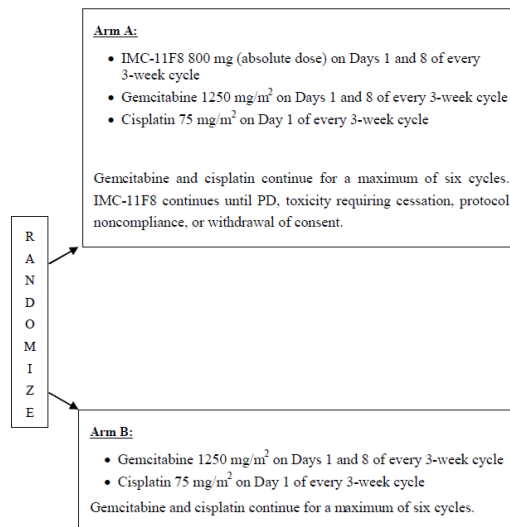 Arm A:
• IMC-11F8 800 mg (absolute dose) on Days 1 and 8 of every
3-week cycle
• Gemcitabine 1250 mg/m² on Days 1 and 8 of every 3-week cycle
• Cisplatin 75 mg/m² on Day 1 of every 3-week cycle
Gemcitabine and cisplatin continue for a maximum of six cycles.
IMC-11F8 continues until PD, toxicity requiring cessation, protocol
noncompliance, or withdrawal of consent.
R
A
N
D
O
M
I
Z
E
Arm B:
• Gemcitabine 1250 mg/m² on Days 1 and 8 of every 3-week cycle
• Cisplatin 75 mg/m² on Day 1 of every 3-week cycle
Gemcitabine and cisplatin continue for a maximum of six cycles.